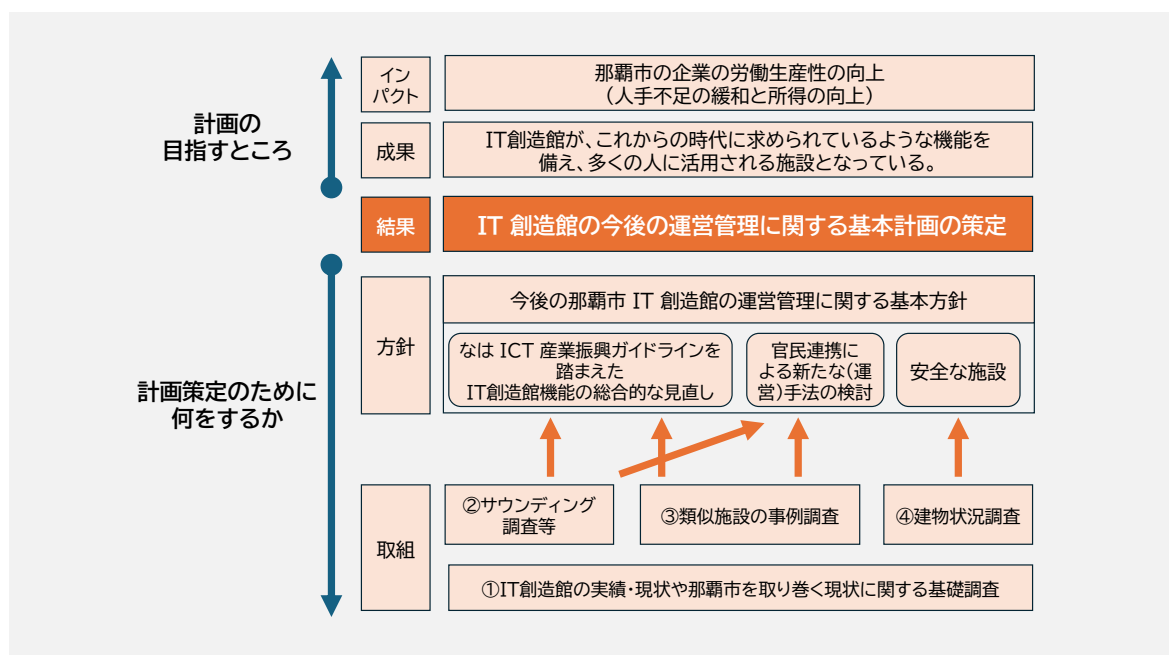 計画の
目指すところ
イン
パクト
那覇市の企業の労働生産性の向上
（人手不足の緩和と所得の向上）
成果
IT創造館が、これからの時代に求められているような機能を
備え、多くの人に活用される施設となっている。
結果
IT 創造館の今後の運営管理に関する基本計画の策定
計画策定のために
何をするか
方針
今後の那覇市 IT 創造館の運営管理に関する基本方針
なは ICT 産業振興ガイドラインを
踏まえた
IT創造館機能の総合的な見直し
官民連携に
よる新たな(運
営)手法の検討
安全な施設
取組
②サウンディング
調査等
③類似施設の事例調査
④建物状況調査
①IT創造館の実績・現状や那覇市を取り巻く現状に関する基礎調査